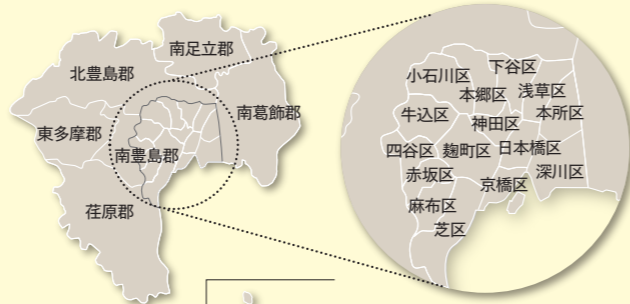 南足立郡
北豊島郡
南葛飾郡
東多摩郡
南豊島郡
荏原郡
下谷区
小石川区
本郷区
浅草区
牛込区
神田区
本所区
四谷区
麹町区
日本橋区
赤坂区
深川区
京橋区
麻布区
芝区